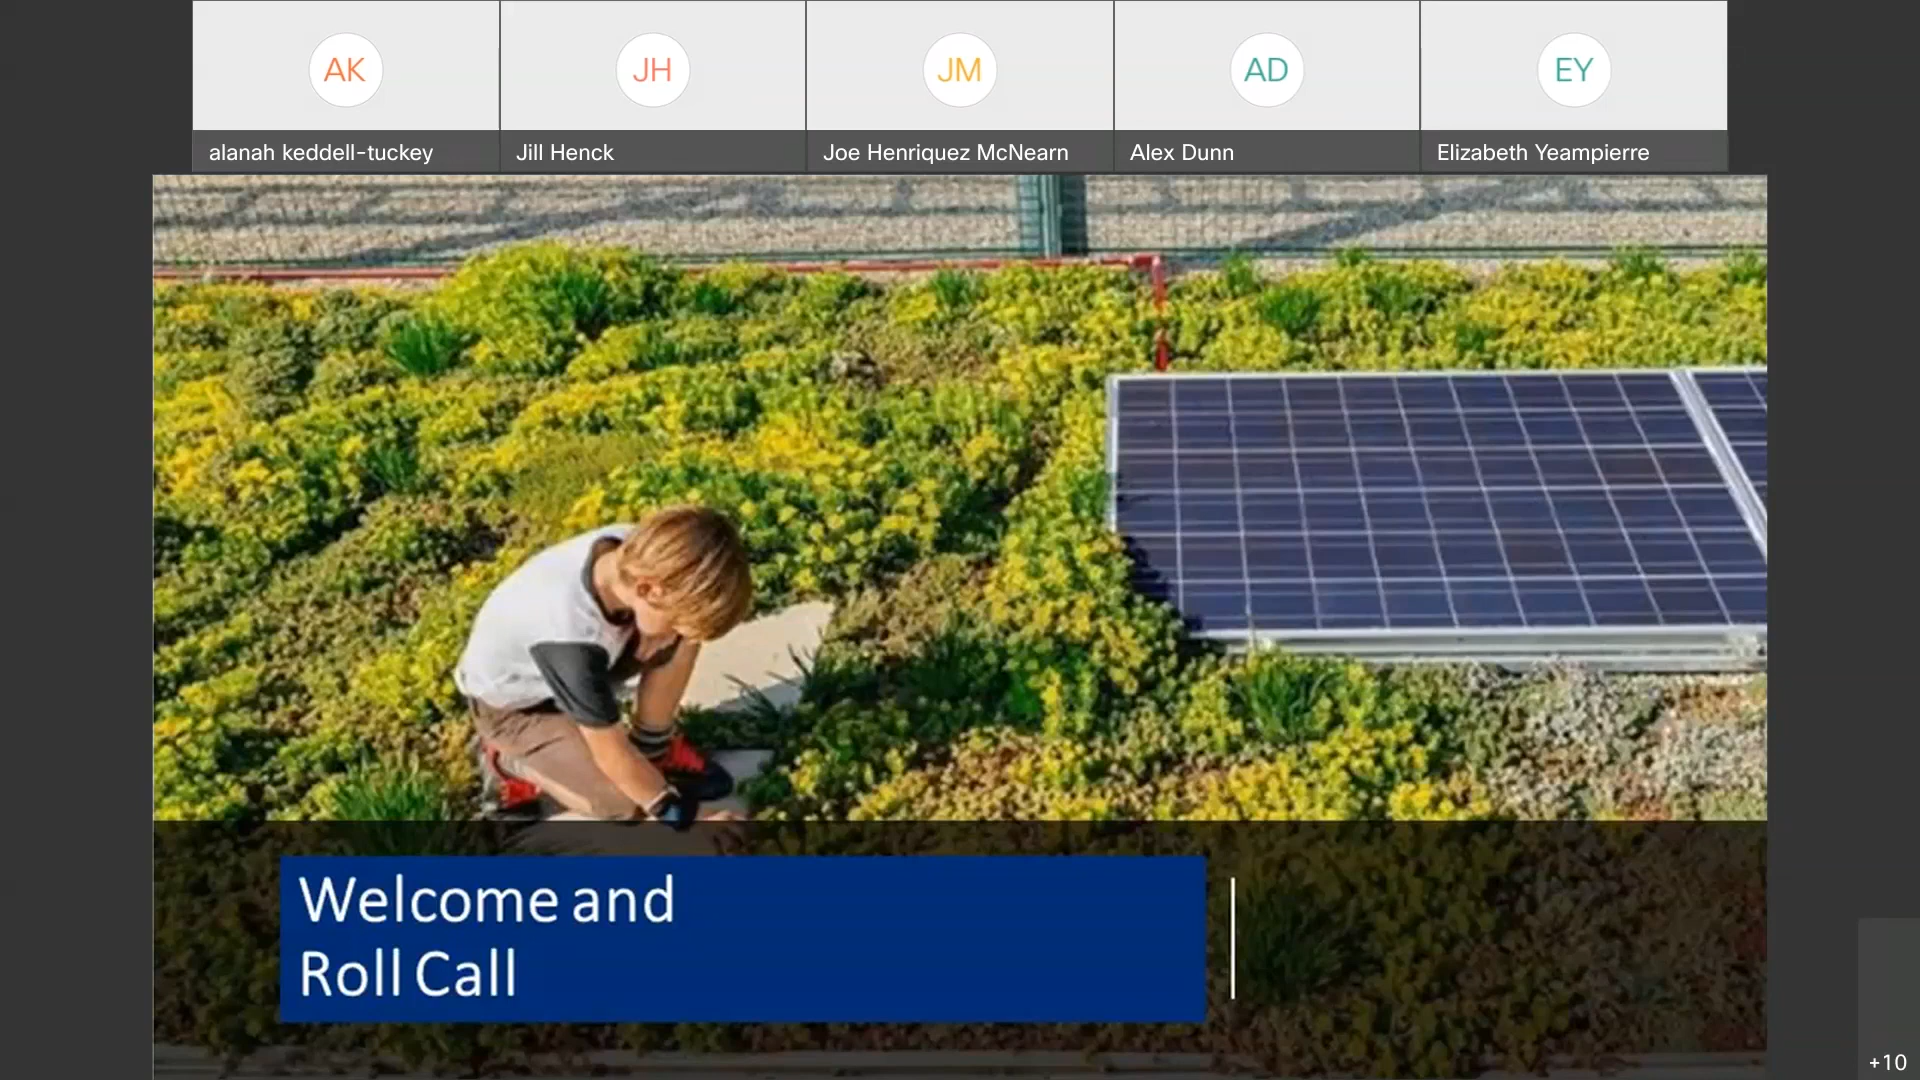 AK
JH
JM
AD
EY
alanah keddell-tuckey
Jill Henck
Joe Henriquez McNearn
Alex Dunn
Elizabeth Yeampierre
Welcome and
Roll Call
+10